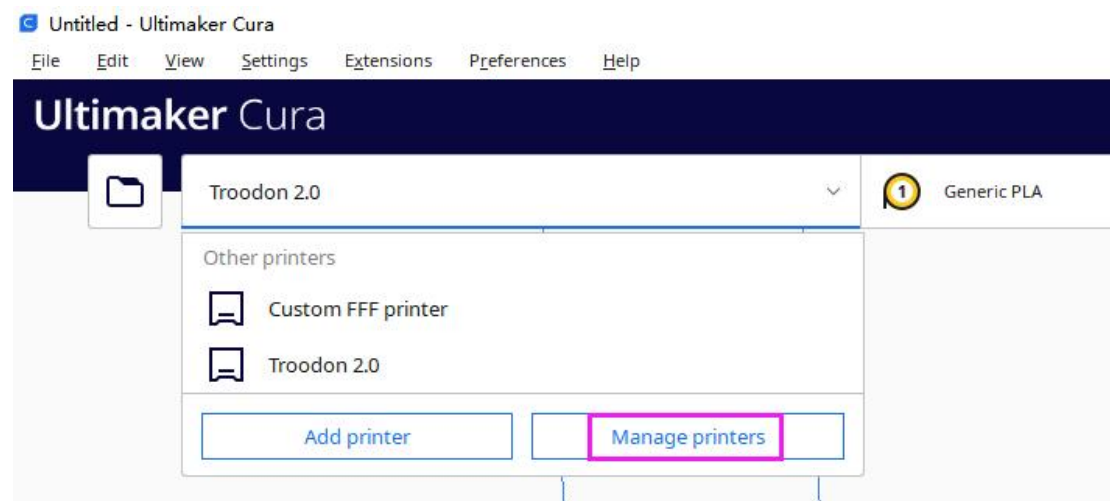 Untitled - Ultimaker Cura
File Edit View Settings Extensions Preferences Help
Ultimaker Cura
Troodon 2.0
1 Generic PLA
Other printers
Custom FFF printer
Troodon 2.0
Add printer Manage printers